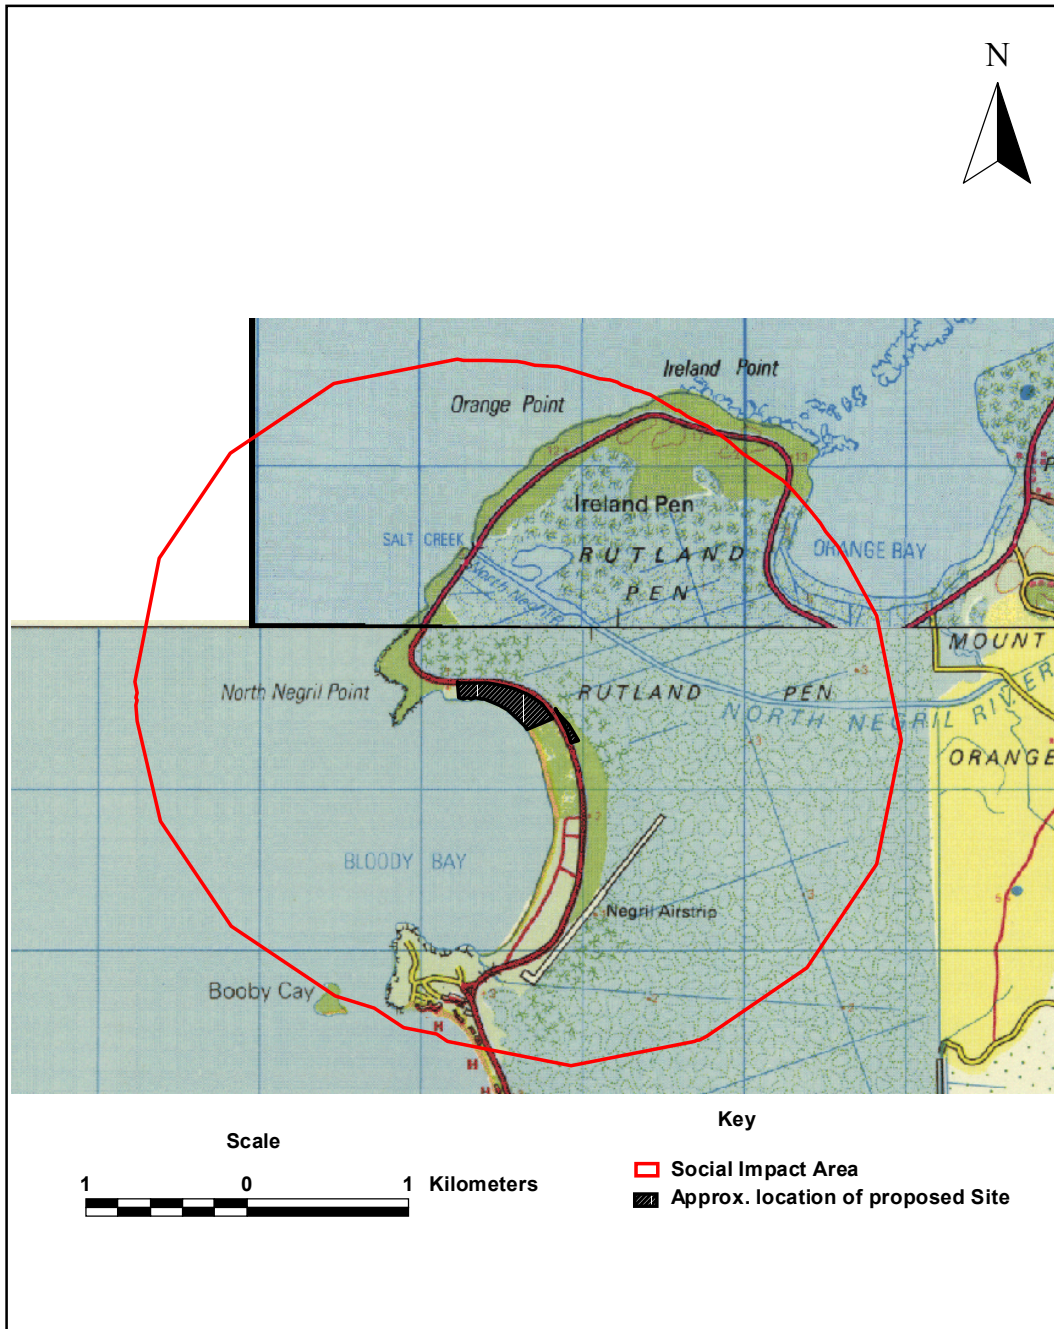 N
Ireland Point
Orange Point
Ireland Pen
SALT CREEK
RUTLAND
ORANGE BAY
PEN
North Negril R
MOUNT
North Negril Point
RUTLAND PEN
NORTH NEGRIL RIVER
ORANGE
BLOODY BAY
Negril Airstrip
Booby Cay
H
H
H
Scale
1 0 1 Kilometers
Key
Social Impact Area
Approx. location of proposed Site